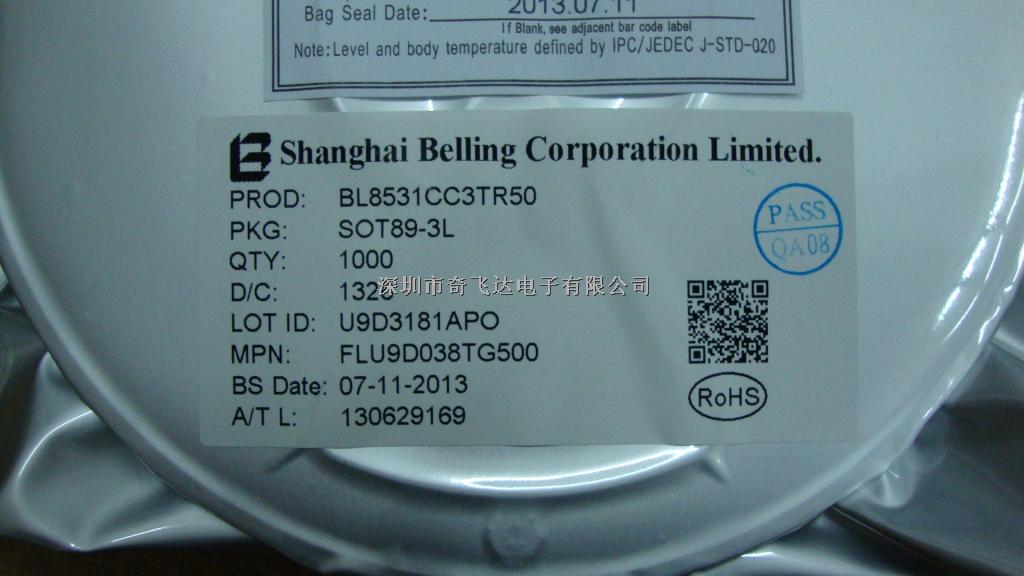 Bag Seal Date: 2013.07.11
If Blank, see adjacent bar code label
Note: Level and body temperature defined by IPC/JEDEC J-STD-020
Shanghai Belling Corporation Limited.
PROD: BL8531CC3TR50
PKG: SOT89-3L
QTY: 1000
D/C:
LOT ID: U9D3181APO
MPN: FLU9D038TG500
BS Date: 07-11-2013
A/T L: 130629169
PASS
QA08
RoHS
深圳市奇飞达电子有限公司